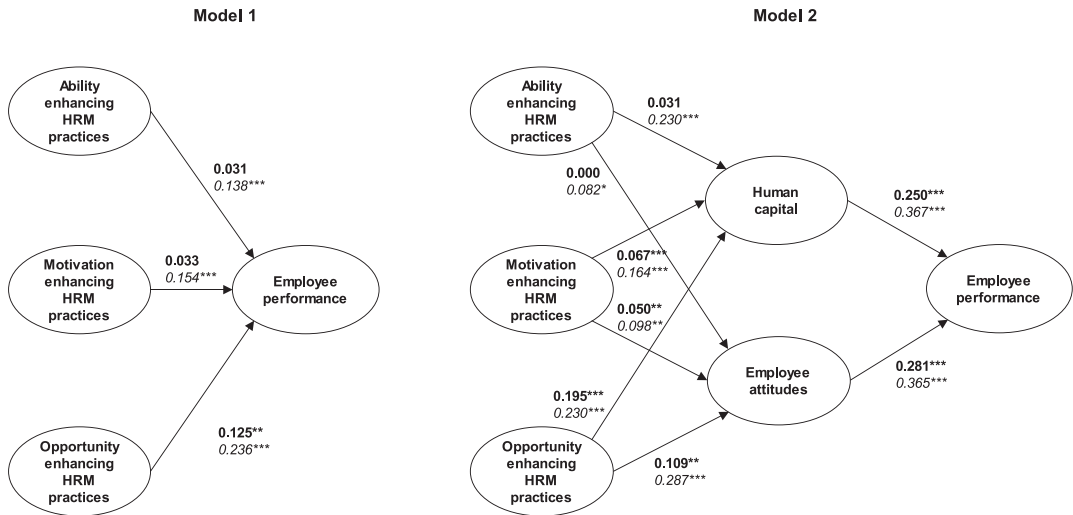 Model 1
Ability
enhancing
HRM
practices
0.031
0.138***
Motivation
enhancing
HRM
practices
0.033
0.154***
Employee
performance
Opportunity
enhancing
HRM
practices
0.125**
0.236***
Model 2
Ability
enhancing
HRM
practices
0.031
0.230***
0.000
0.082*
Human
capital
0.250***
0.367***
Motivation
enhancing
HRM
practices
0.067***
0.164***
0.050**
0.098**
Employee
performance
Employee
attitudes
0.281***
0.365***
0.195***
0.230***
Opportunity
enhancing
HRM
practices
0.109**
0.287***